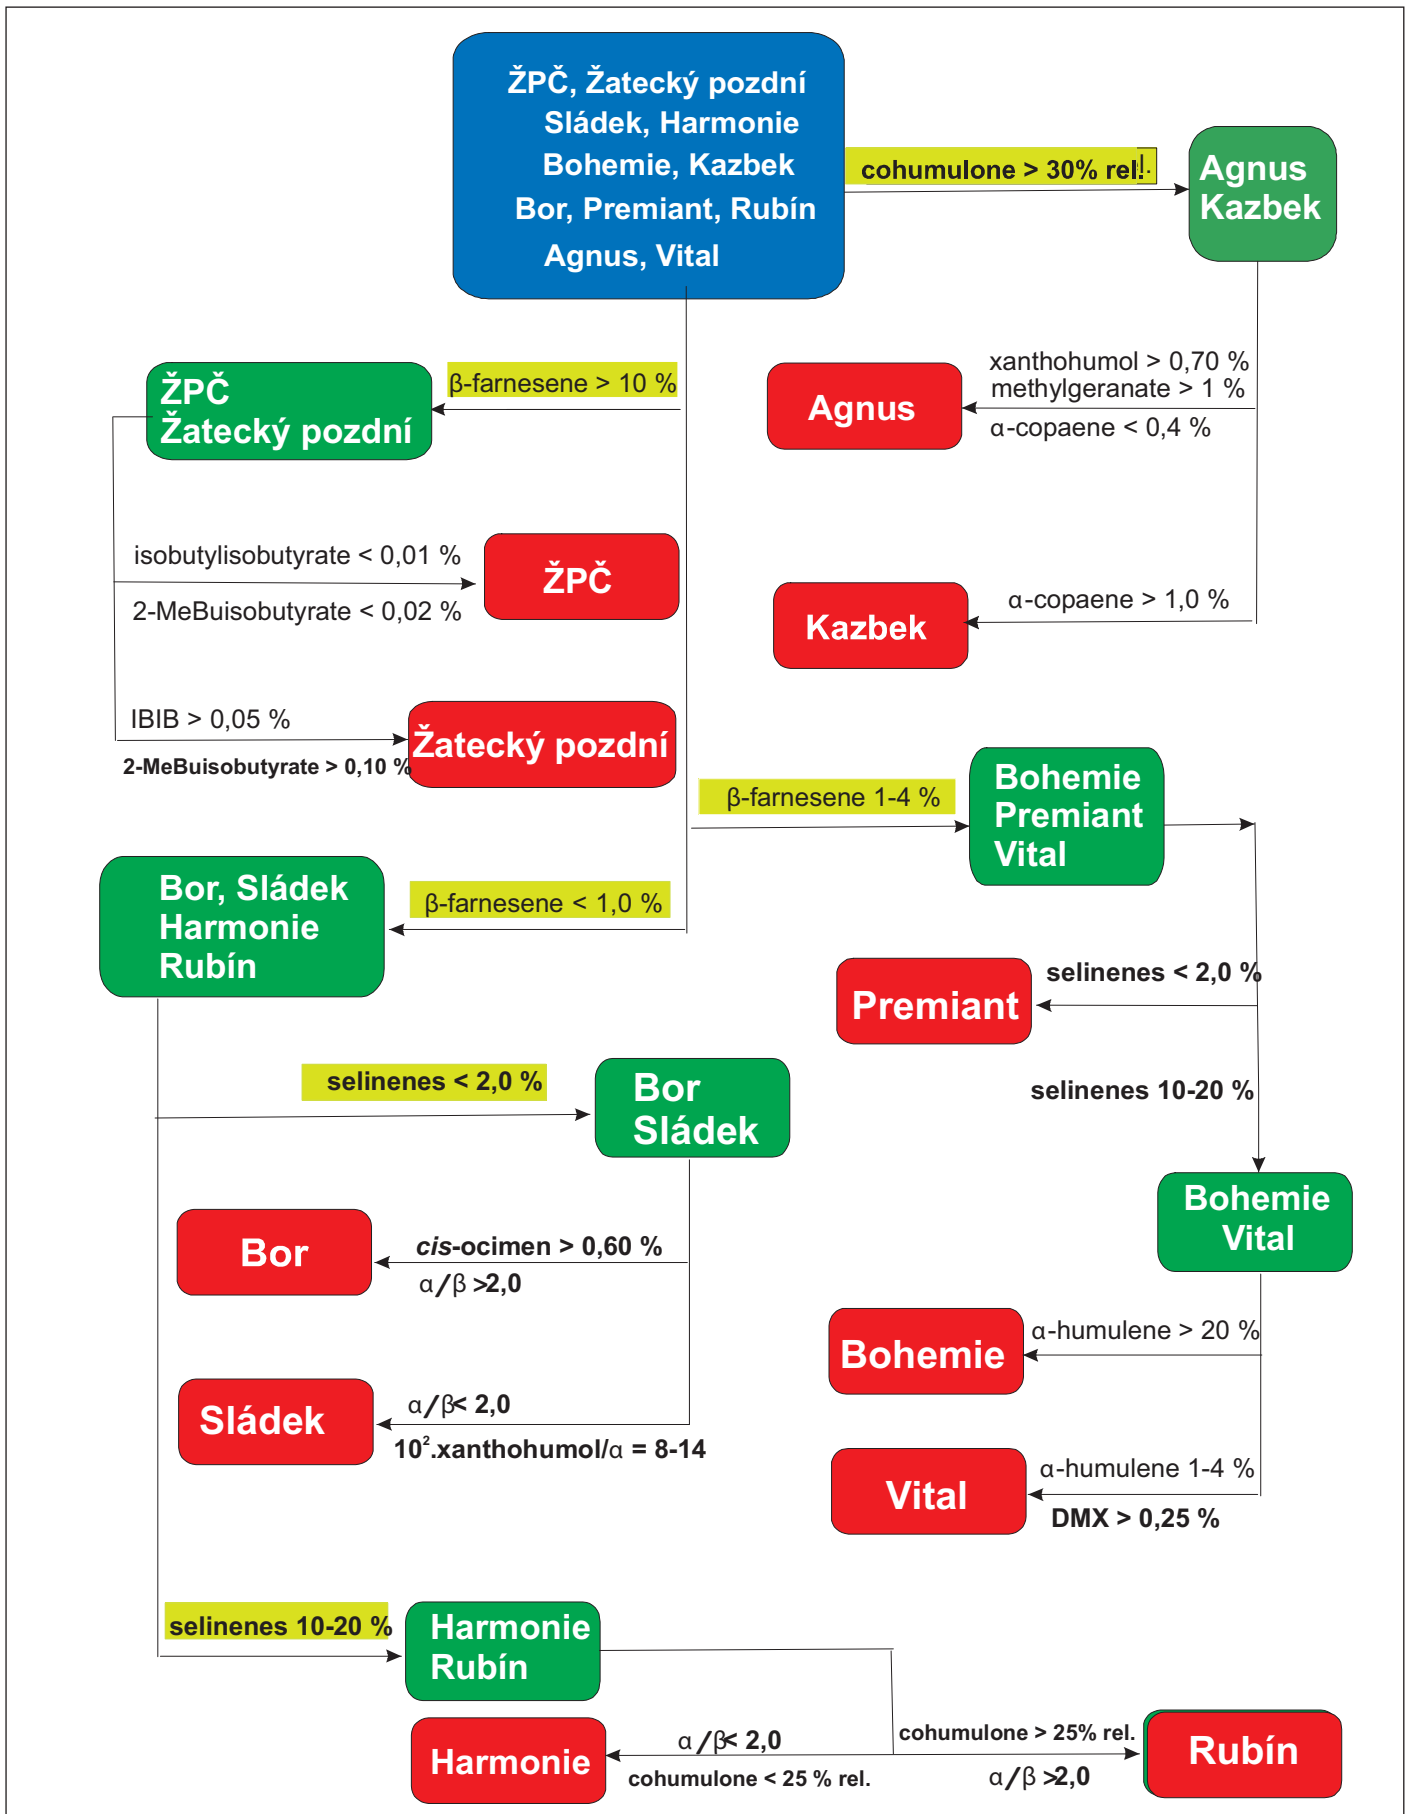 ŽPČ, Žatecký pozdní
Sládek, Harmonie
Bohemie, Kazbek
Bor, Premiant, Rubín
Agnus, Vital
cohumulone > 30% rel.
Agnus
Kazbek
β-farnesene > 10 %
ŽPČ
Žatecký pozdní
xanthohumol > 0,70 %
methylgeranate > 1 %
α-copaene < 0,4 %
Agnus
isobutylisobutyrate < 0,01 %
2-MeBuisobutyrate < 0,02 %
ŽPČ
α-copaene > 1,0 %
Kazbek
IBIB > 0,05 %
2-MeBuisobutyrate > 0,10 %
Žatecký pozdní
β-farnesene 1-4 %
Bohemie
Premiant
Vital
Bor, Sládek
Harmonie
Rubín
β-farnesene < 1,0 %
selinenes < 2,0 %
Premiant
selinenes < 2,0 %
Bor
Sládek
selinenes 10-20 %
Bohemie
Vital
Bor
cis-ocimen > 0,60 %
α/β >2,0
Bohemie
α-humulene > 20 %
Sládek
α/β< 2,0
10².xanthohumol/α = 8-14
Vital
α-humulene 1-4 %
DMX > 0,25 %
selinenes 10-20 %
Harmonie
Rubín
Harmonie
α/β< 2,0
cohumulone < 25 % rel.
cohumulone > 25% rel.
α/β >2,0
Rubín